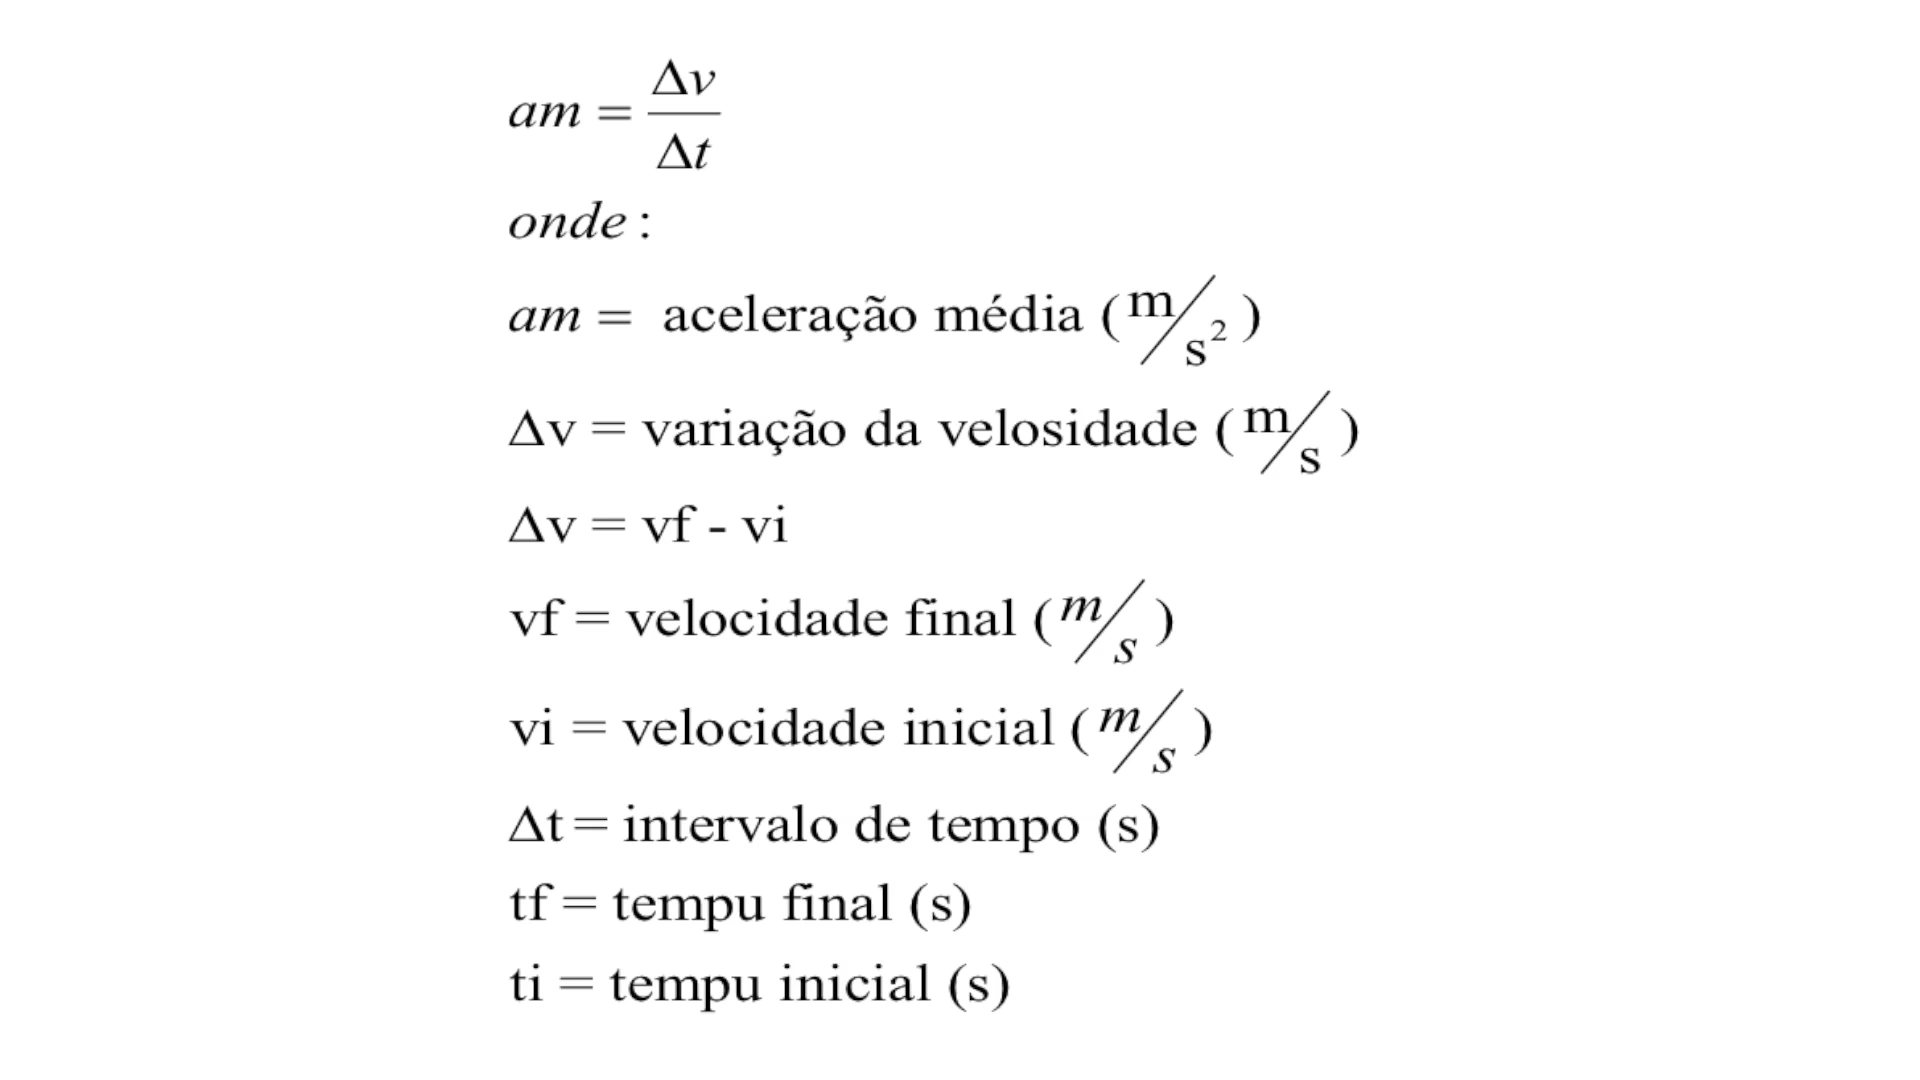 am = Δv/Δt
onde :
am = aceleração média (m/s²)
Δv = variação da velosidade (m/s)
Δv = vf - vi
vf = velocidade final (m/s)
vi = velocidade inicial (m/s)
Δt = intervalo de tempo (s)
tf = tempu final (s)
ti = tempu inicial (s)